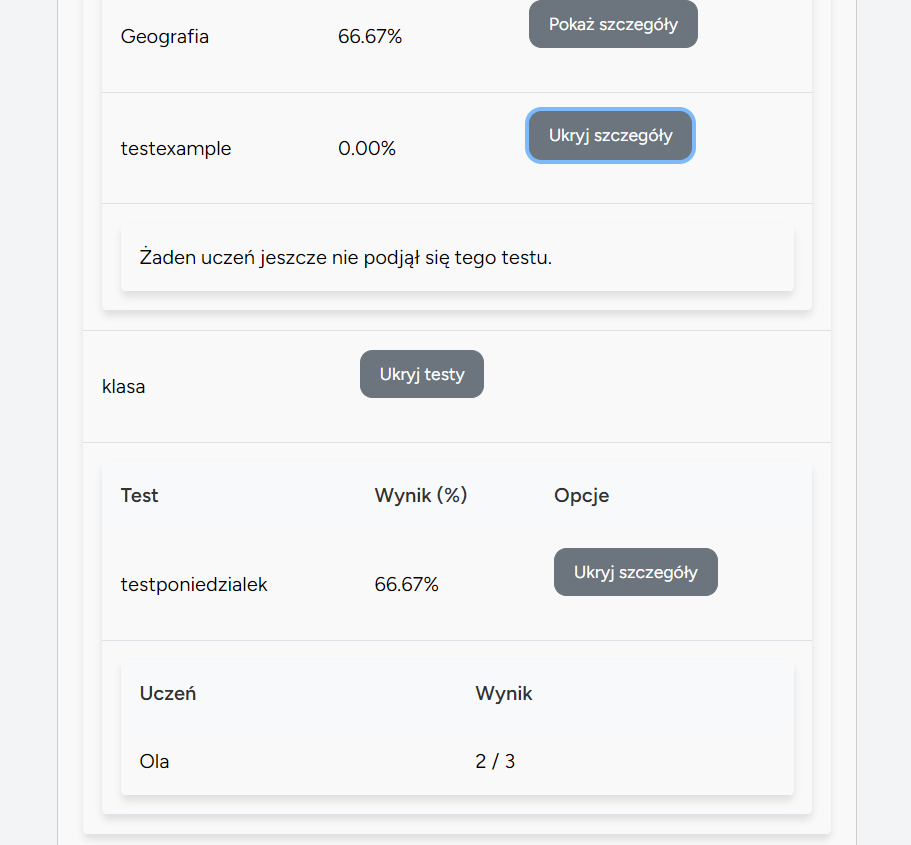 Geografia 66.67% Pokaż szczegóły
testexample 0.00% Ukryj szczegóły
Żaden uczeń jeszcze nie podjął się tego testu.
klasa Ukryj testy
Test Wynik (%) Opcje
testponiedzialek 66.67% Ukryj szczegóły
Uczeń Wynik
Ola 2 / 3